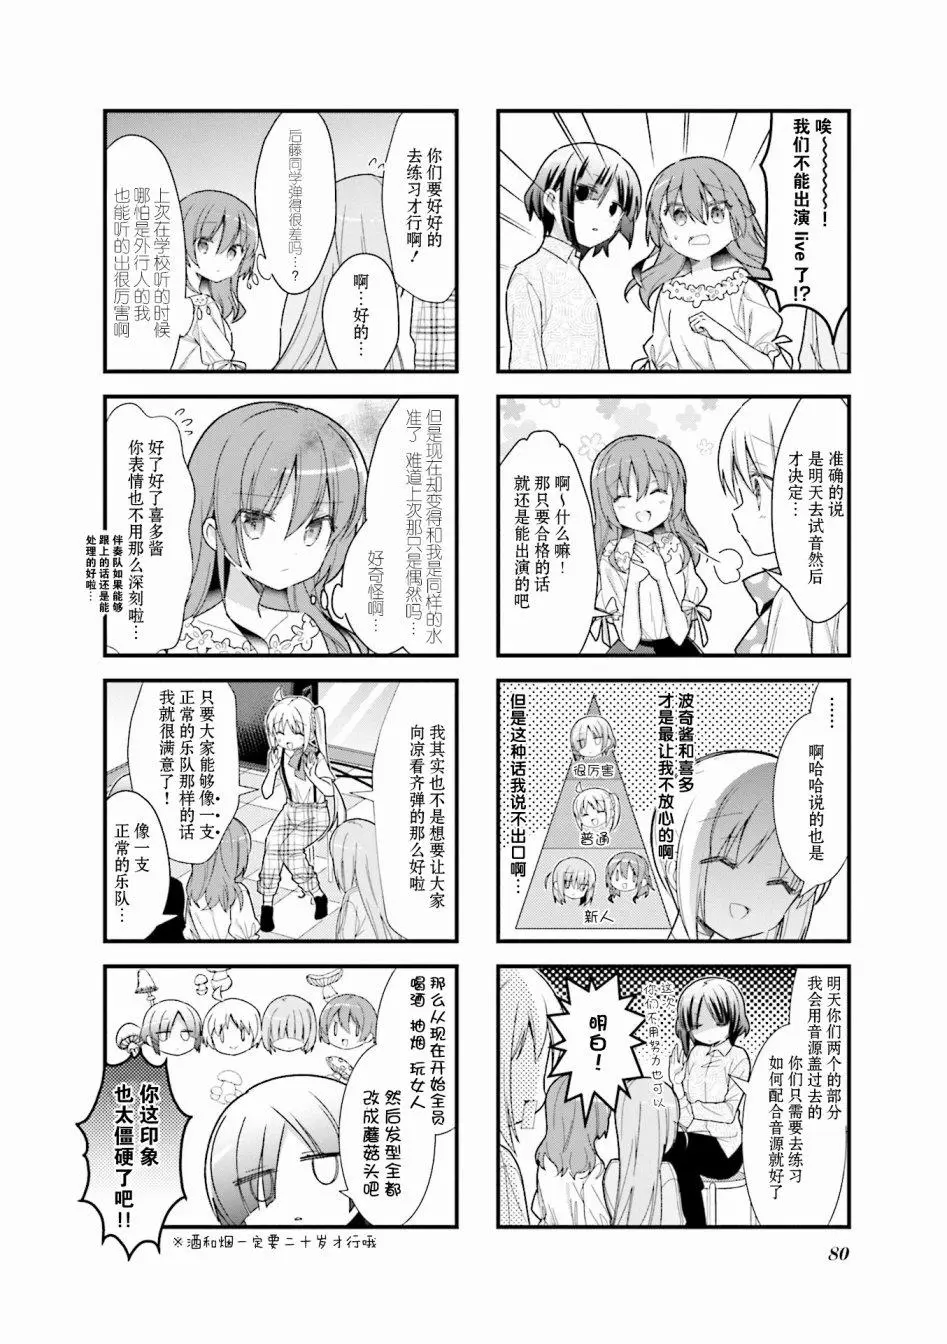 唉～～～～～！
我们不能出演 live 了!?
准确的说
是明天去试音然后
才决定…
啊～什么嘛！
那只要合格的话
就还是能出演的吧
……
啊哈哈说的也是
波奇酱和喜多
才是最让我不放心的啊
但是这种话我说不出口啊…
很厉害
普通
新人
明天你们两个的部分
我会用音源盖过去的
你们只需要去练习
如何配合音源就好了
这次
你们不用努力也可以
明白！
你们要好好的
去练习才行啊！
啊…好的…
后藤同学弹得很差吗…?
上次在学校听的时候
哪怕是外行人的我
也能听的出很厉害啊
但是现在却变得和我是同样的水
准了 难道上次那只是偶然吗…
好奇怪啊…
好了好了喜多酱
你表情也不用那么深刻啦…
伴奏队如果能够
跟上的话还是能
处理的好啦…
我其实也不是想要让大家
向凉看齐弹的那么好啦
只要大家能够像一支
正常的乐队那样的话
我就很满意了！
像一支
正常的乐队…
那么从现在开始全员
喝酒 抽烟 玩女人
然后发型全都
改成蘑菇头吧
你这印象
也太僵硬了吧!!
※酒和烟一定要二十岁才行哦
80